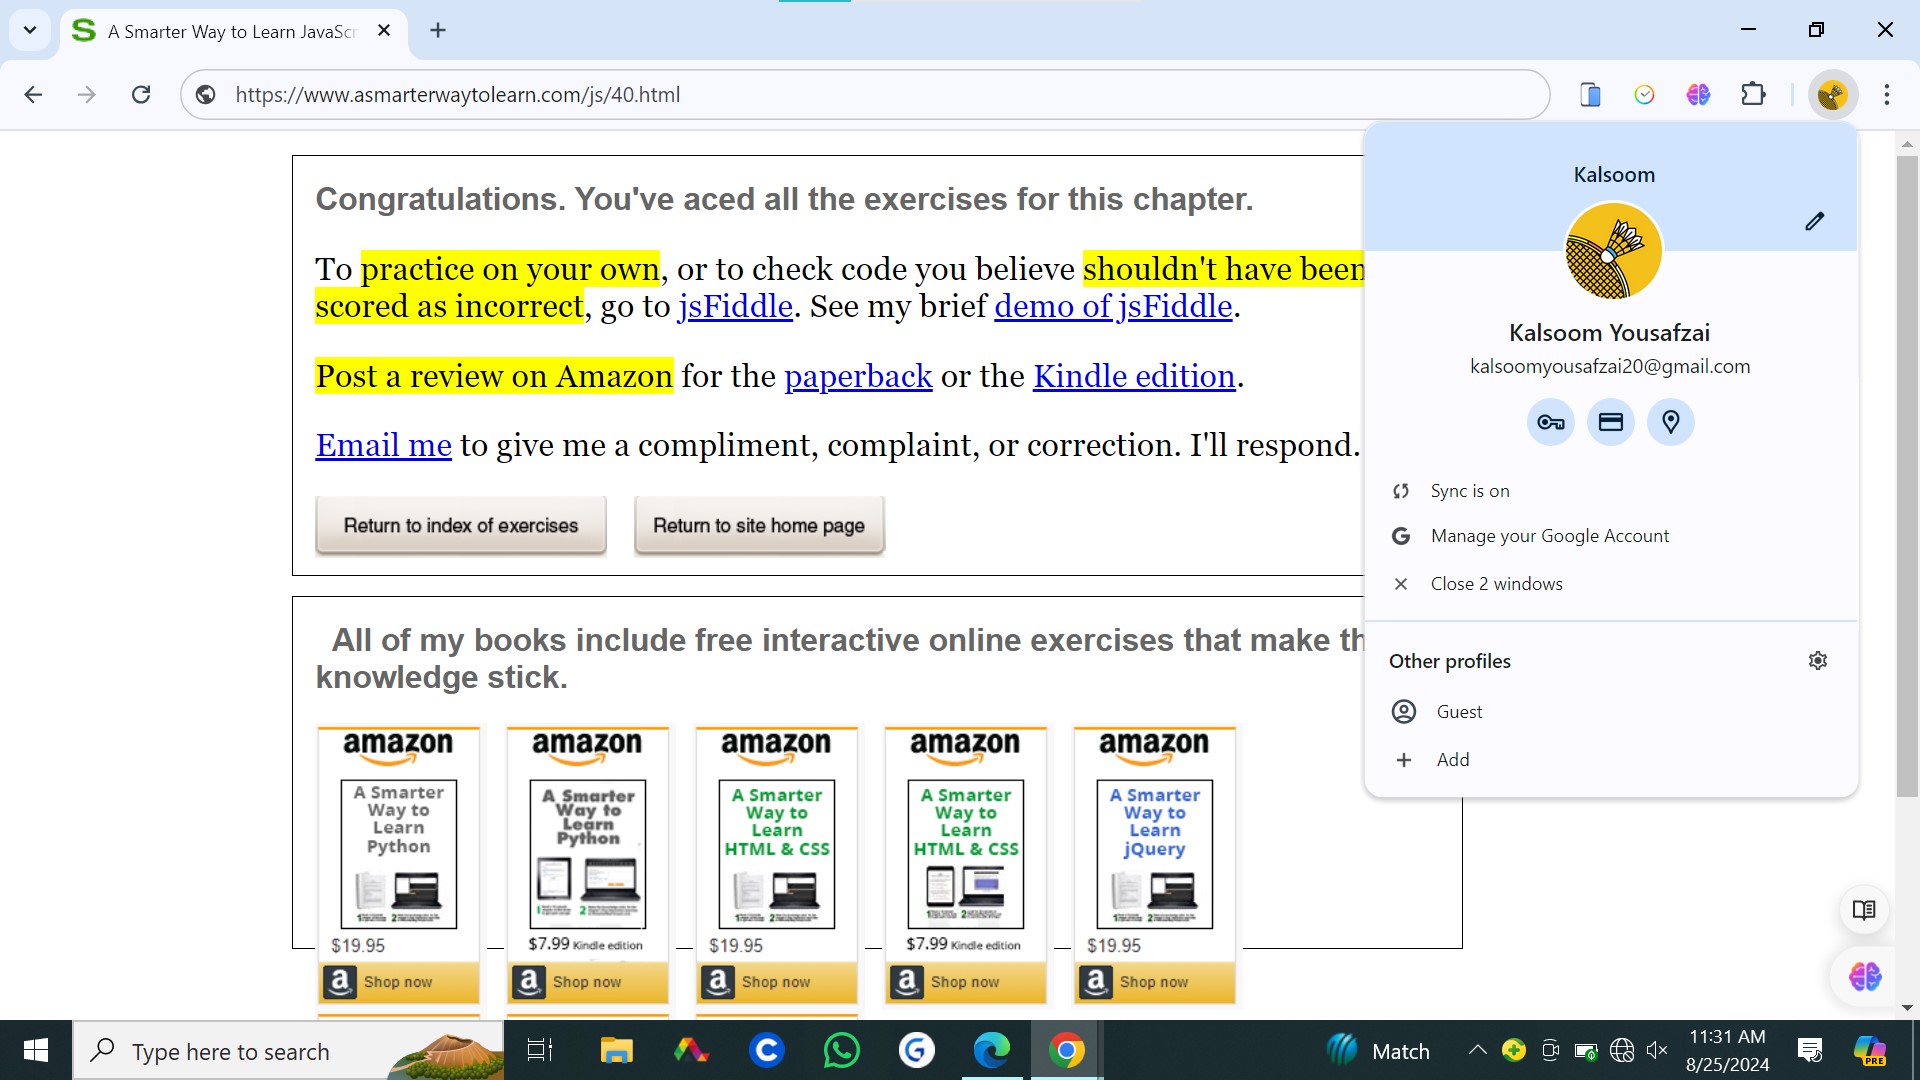 A Smarter Way to Learn JavaScr
https://www.asmarterwaytolearn.com/js/40.html
Congratulations. You've aced all the exercises for this chapter.
To practice on your own, or to check code you believe shouldn't have been
scored as incorrect, go to jsFiddle. See my brief demo of jsFiddle.
Post a review on Amazon for the paperback or the Kindle edition.
Email me to give me a compliment, complaint, or correction. I'll respond.
Return to index of exercises
Return to site home page
All of my books include free interactive online exercises that make th
knowledge stick.
amazon
A Smarter
Way to
Learn
Python
$19.95
Shop now
amazon
A Smarter
Way to
Learn
Python
$7.99 Kindle edition
Shop now
amazon
A Smarter
Way to
Learn
HTML & CSS
$19.95
Shop now
amazon
A Smarter
Way to
Learn
HTML & CSS
$7.99 Kindle edition
Shop now
amazon
A Smarter
Way to
Learn
jQuery
$19.95
Shop now
Kalsoom
Kalsoom Yousafzai
kalsoomyousafzai20@gmail.com
Sync is on
Manage your Google Account
Close 2 windows
Other profiles
Guest
Add
Type here to search
Match
11:31 AM
8/25/2024
PRE